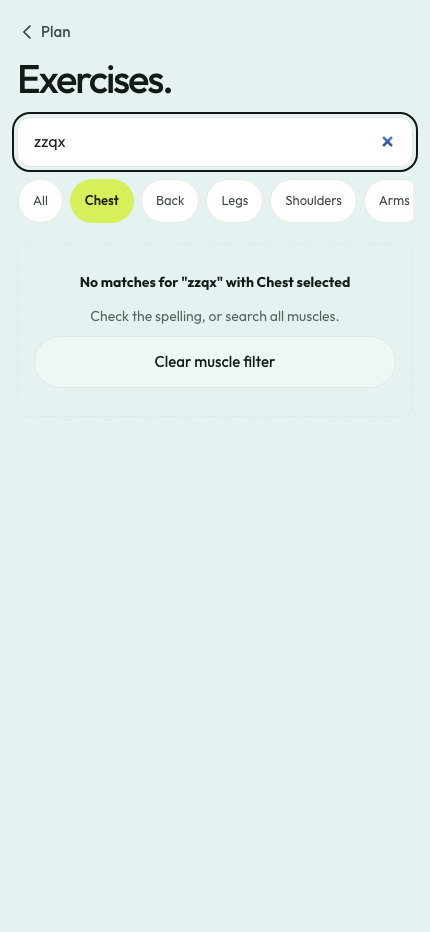 Plan
Exercises.
zzqx
All Chest Back Legs Shoulders Arms
No matches for "zzqx" with Chest selected
Check the spelling, or search all muscles.
Clear muscle filter